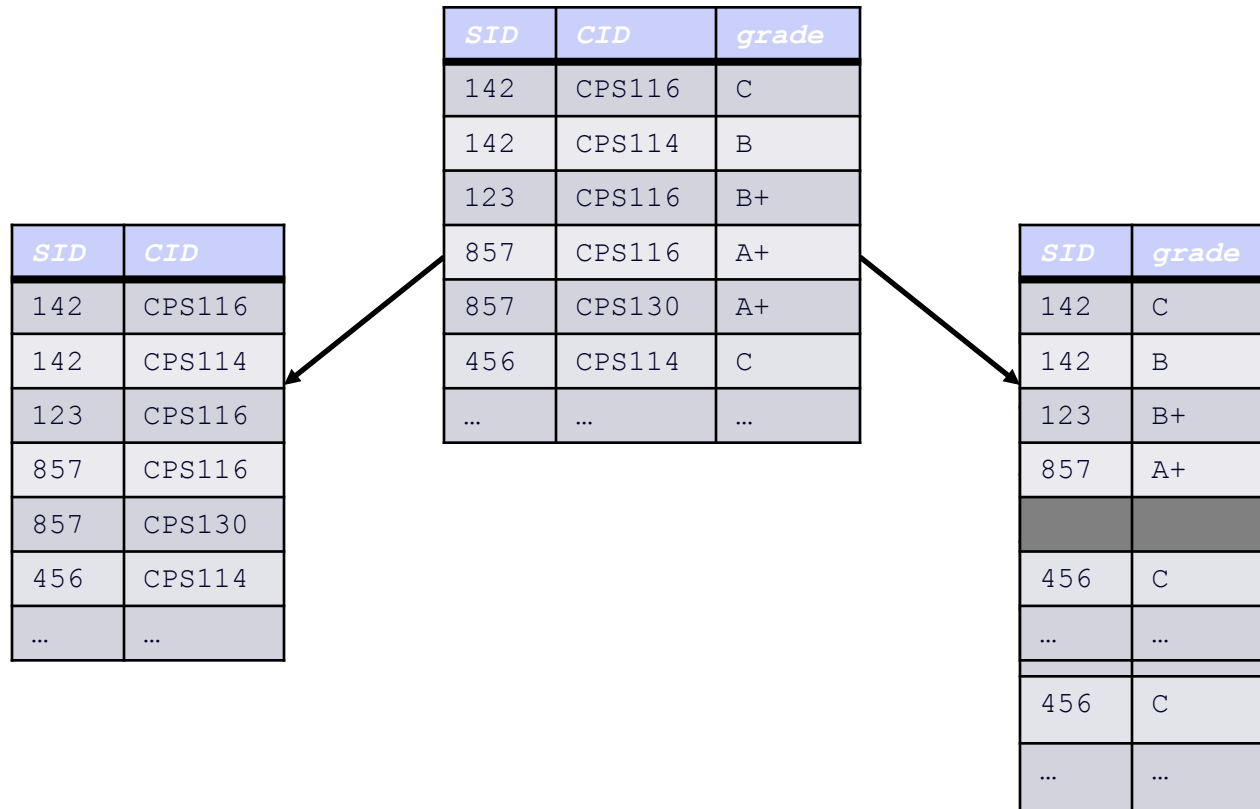 SID CID grade
142 CPS116 C
142 CPS114 B
123 CPS116 B+
857 CPS116 A+
857 CPS130 A+
456 CPS114 C
… … …
SID CID
142 CPS116
142 CPS114
123 CPS116
857 CPS116
857 CPS130
456 CPS114
… …
SID grade
142 C
142 B
123 B+
857 A+
456 C
… …
456 C
… …